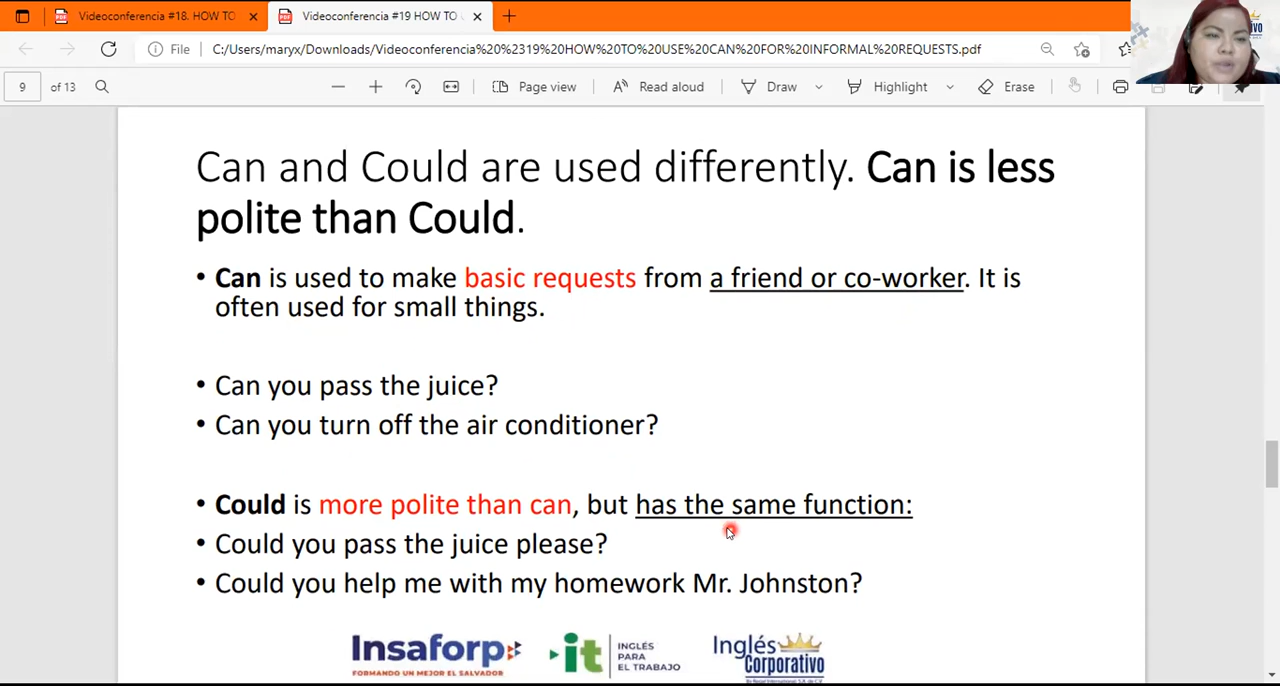 Videoconferencia #18. HOW TO
Videoconferencia #19 HOW TO
File C:/Users/maryx/Downloads/Videoconferencia%20%2319%20HOW%20TO%20USE%20CAN%20FOR%20INFORMAL%20REQUESTS.pdf
9 of 13 Page view Read aloud Draw Highlight Erase
Can and Could are used differently. Can is less
polite than Could.
• Can is used to make basic requests from a friend or co-worker. It is
often used for small things.
• Can you pass the juice?
• Can you turn off the air conditioner?
• Could is more polite than can, but has the same function:
• Could you pass the juice please?
• Could you help me with my homework Mr. Johnston?
Insaforp
FORMANDO UN MEJOR EL SALVADOR
it INGLÉS
PARA
EL TRABAJO
Inglés
Corporativo